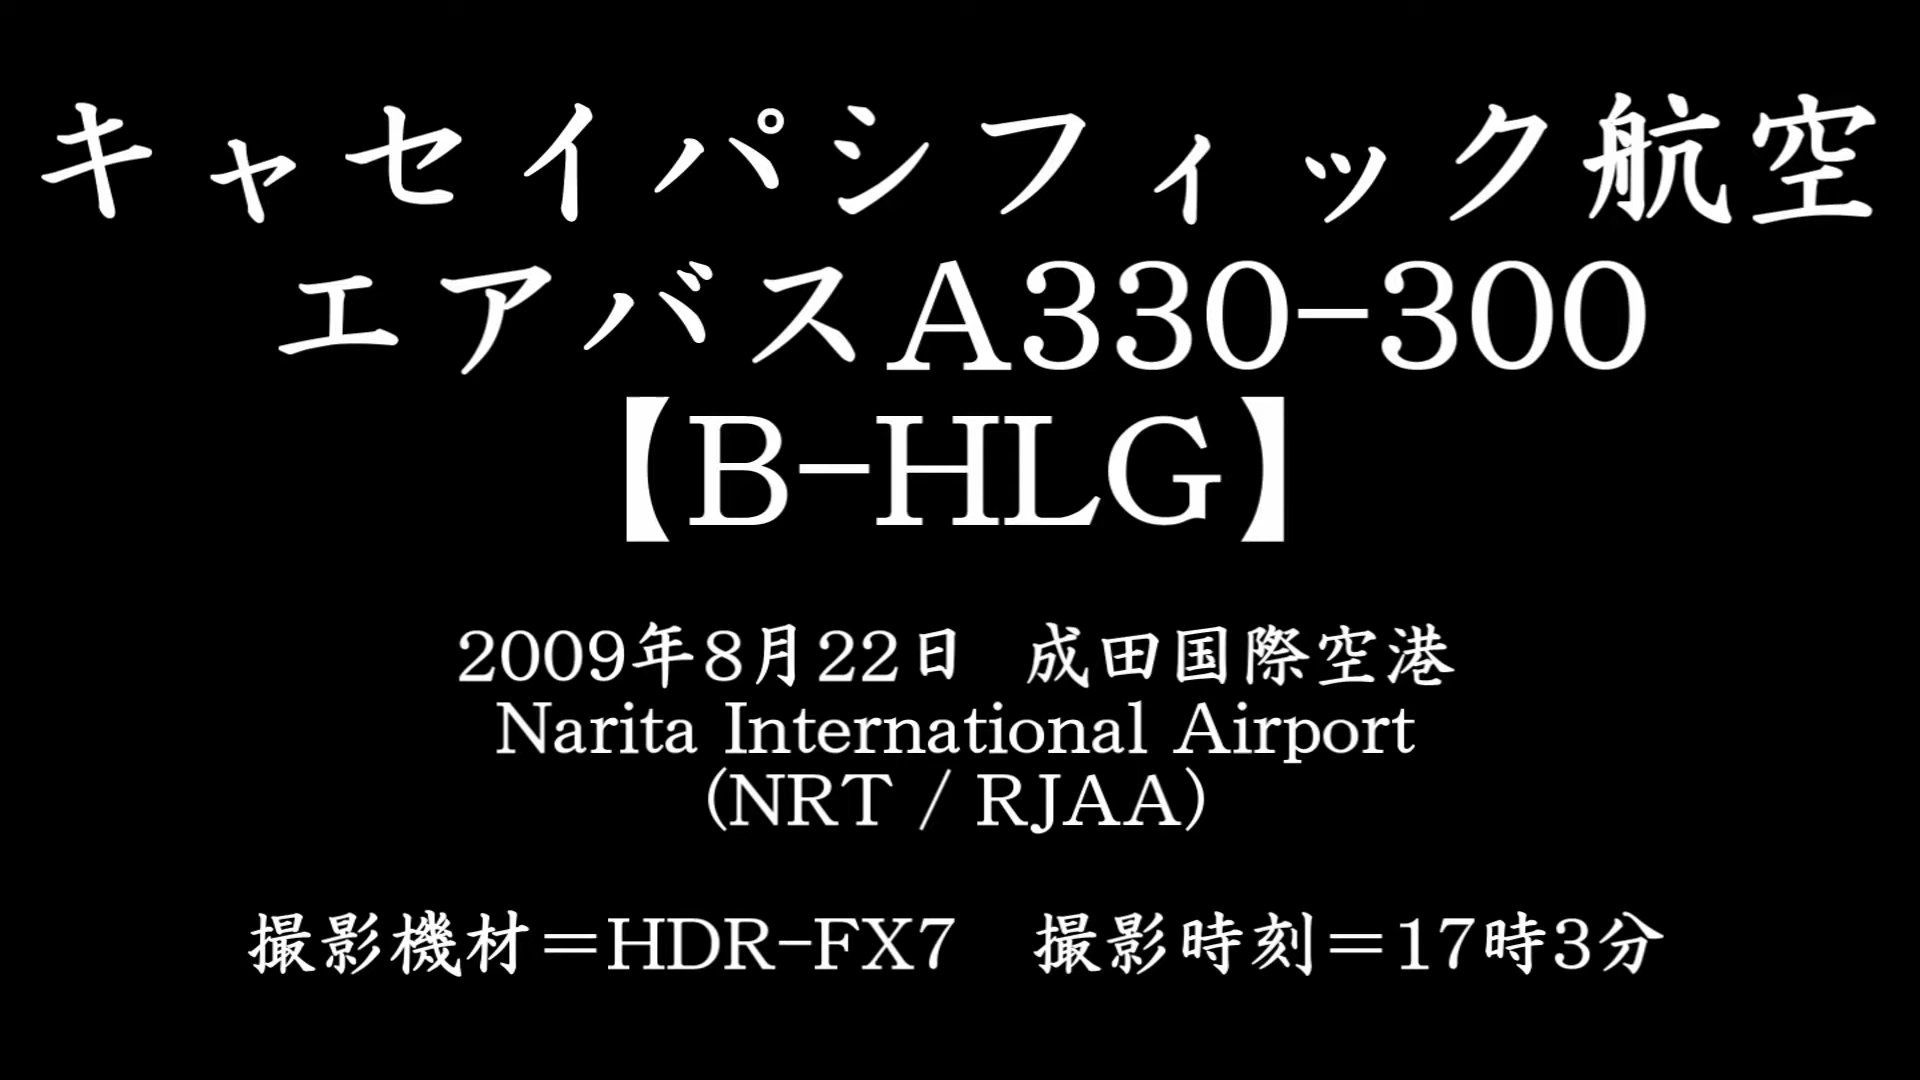 キャセイパシフィック航空
エアバスA330-300
【B-HLG】
2009年8月22日　成田国際空港
Narita International Airport
(NRT / RJAA)
撮影機材＝HDR-FX7　撮影時刻＝17時3分